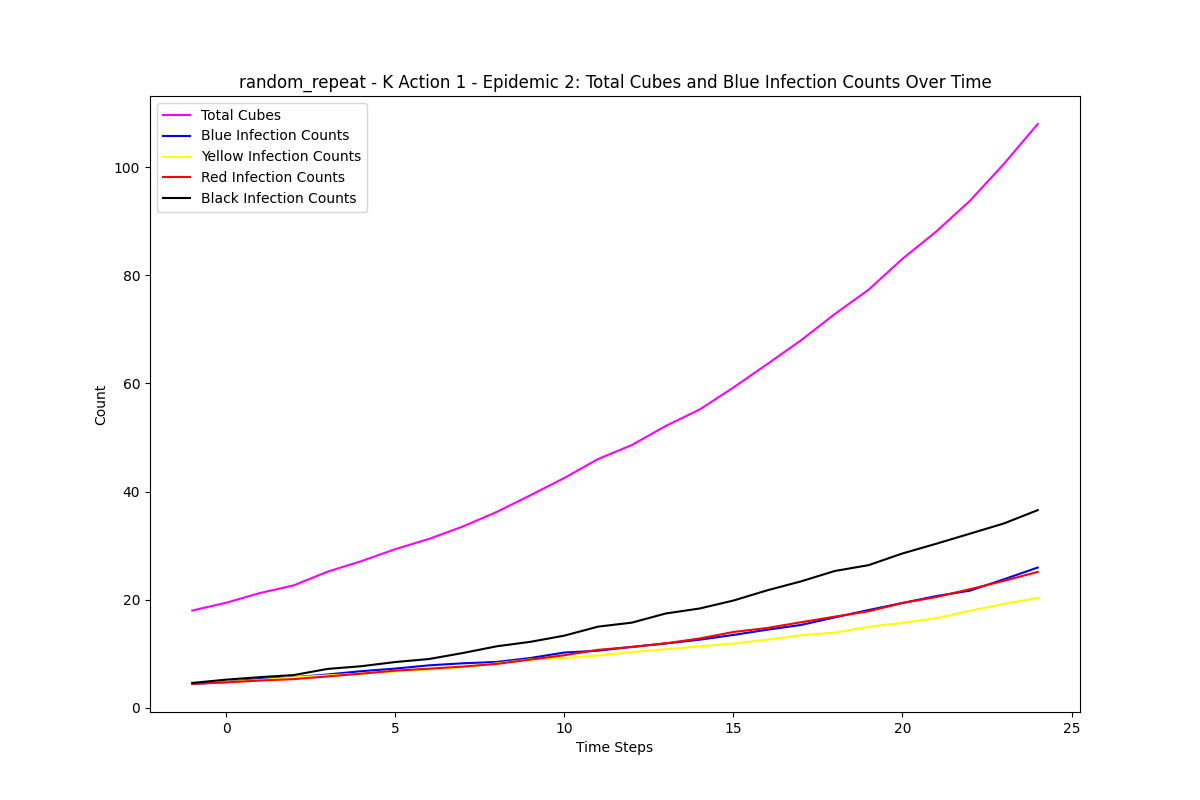 random_repeat - K Action 1 - Epidemic 2: Total Cubes and Blue Infection Counts Over Time
Total Cubes
Blue Infection Counts
Yellow Infection Counts
Red Infection Counts
Black Infection Counts
100
80
60
40
20
0
Count
0 5 10 15 20 25
Time Steps